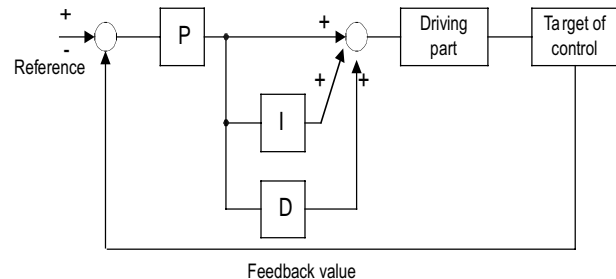 +
-
Reference
P
+
+
+
Driving
part
Target of
control
I
D
Feedback value